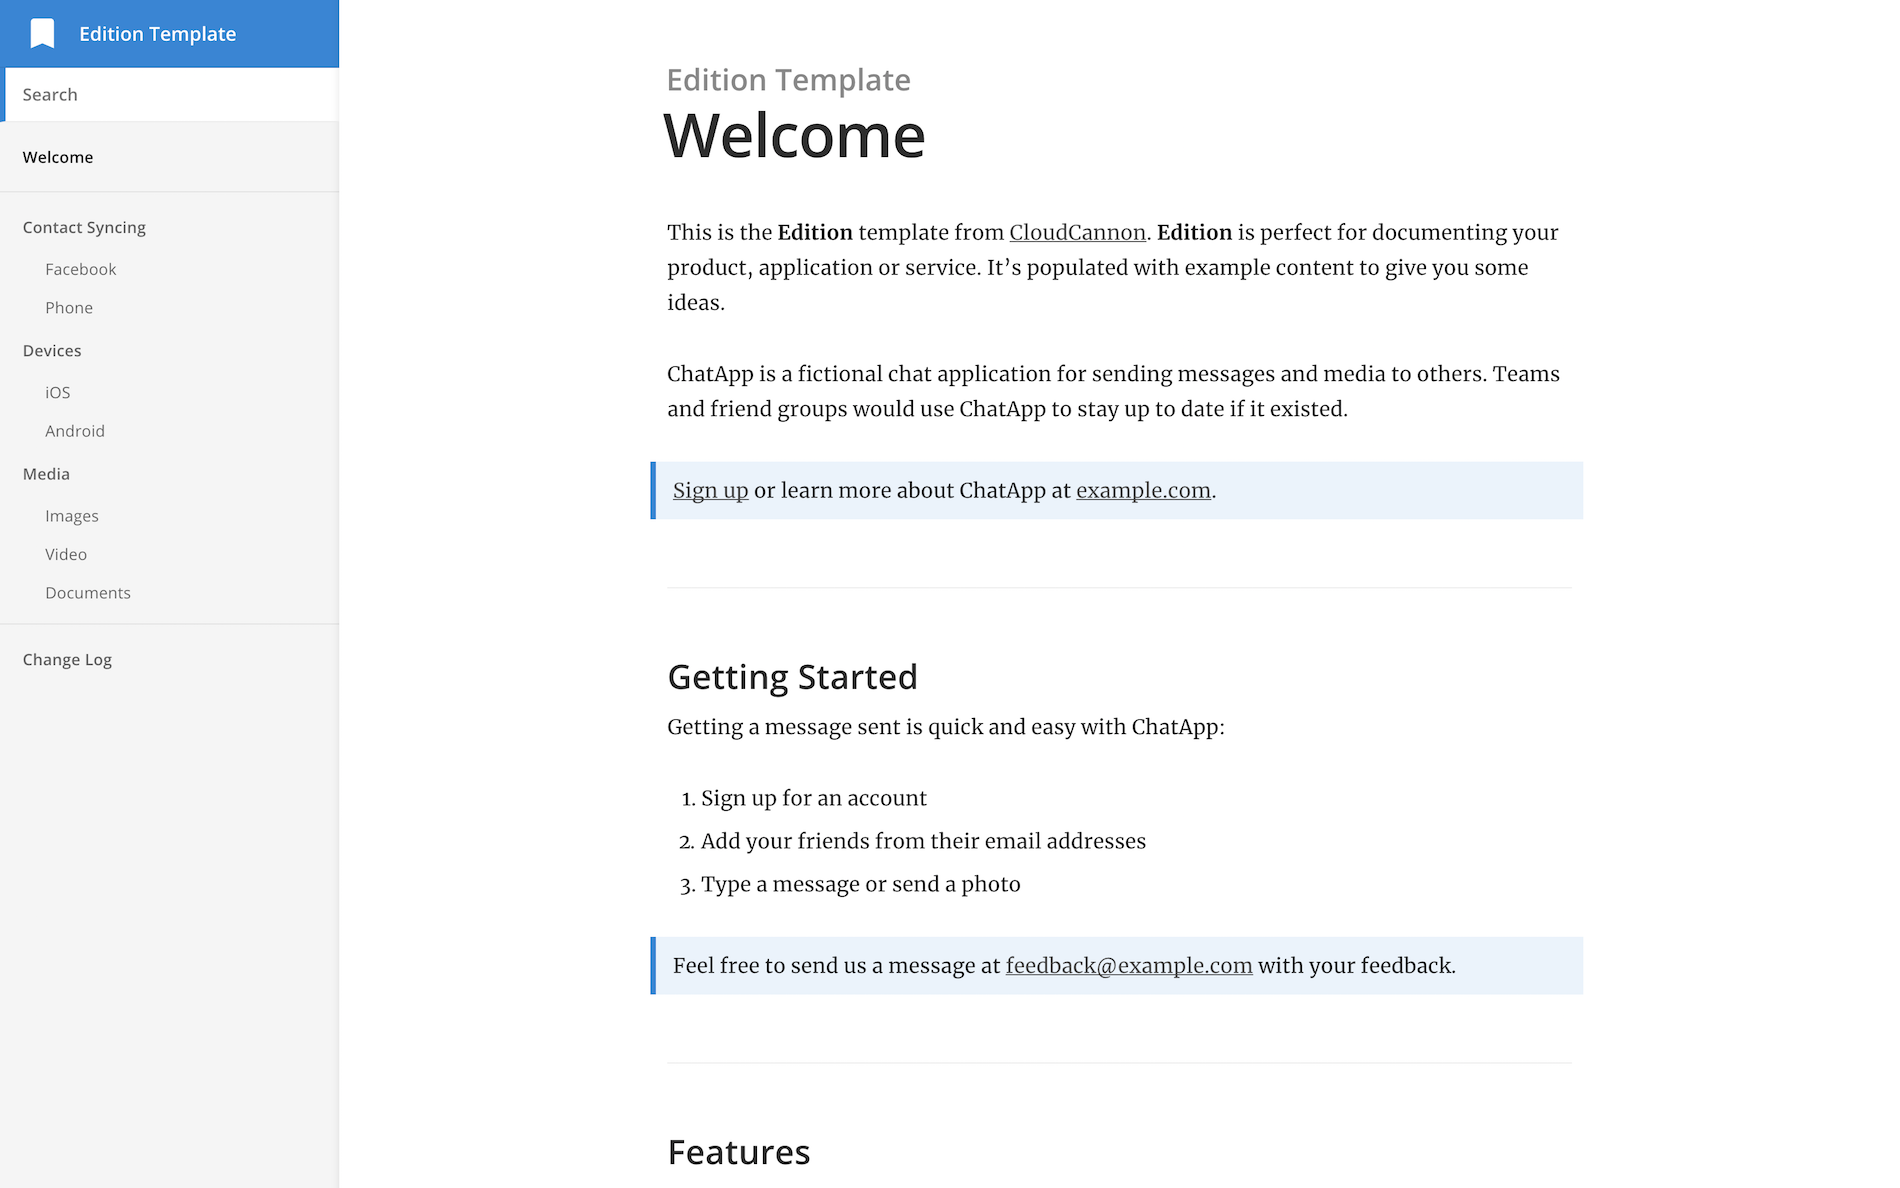 Edition Template
Search
Welcome
Contact Syncing
Facebook
Phone
Devices
iOS
Android
Media
Images
Video
Documents
Change Log
Edition Template
Welcome
This is the Edition template from CloudCannon. Edition is perfect for documenting your
product, application or service. It’s populated with example content to give you some
ideas.
ChatApp is a fictional chat application for sending messages and media to others. Teams
and friend groups would use ChatApp to stay up to date if it existed.
Sign up or learn more about ChatApp at example.com.
Getting Started
Getting a message sent is quick and easy with ChatApp:
1. Sign up for an account
2. Add your friends from their email addresses
3. Type a message or send a photo
Feel free to send us a message at feedback@example.com with your feedback.
Features